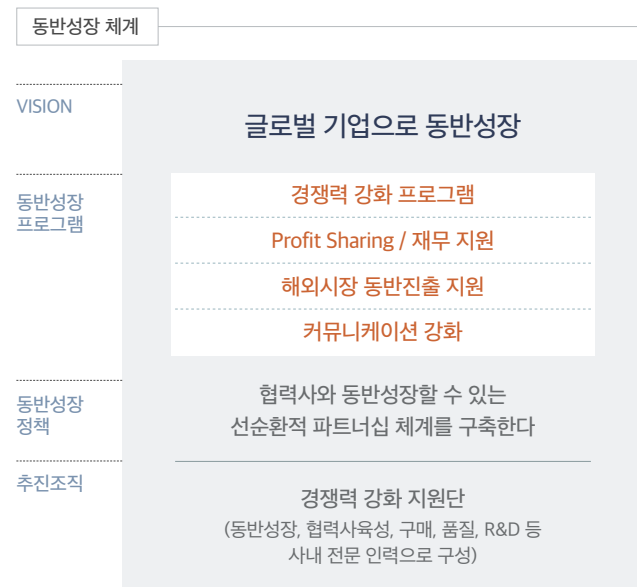 동반성장 체계
VISION
글로벌 기업으로 동반성장
동반성장
프로그램
경쟁력 강화 프로그램
Profit Sharing / 재무 지원
해외시장 동반진출 지원
커뮤니케이션 강화
동반성장
정책
협력사와 동반성장할 수 있는
선순환적 파트너십 체계를 구축한다
추진조직
경쟁력 강화 지원단
(동반성장, 협력사육성, 구매, 품질, R&D 등
사내 전문 인력으로 구성)